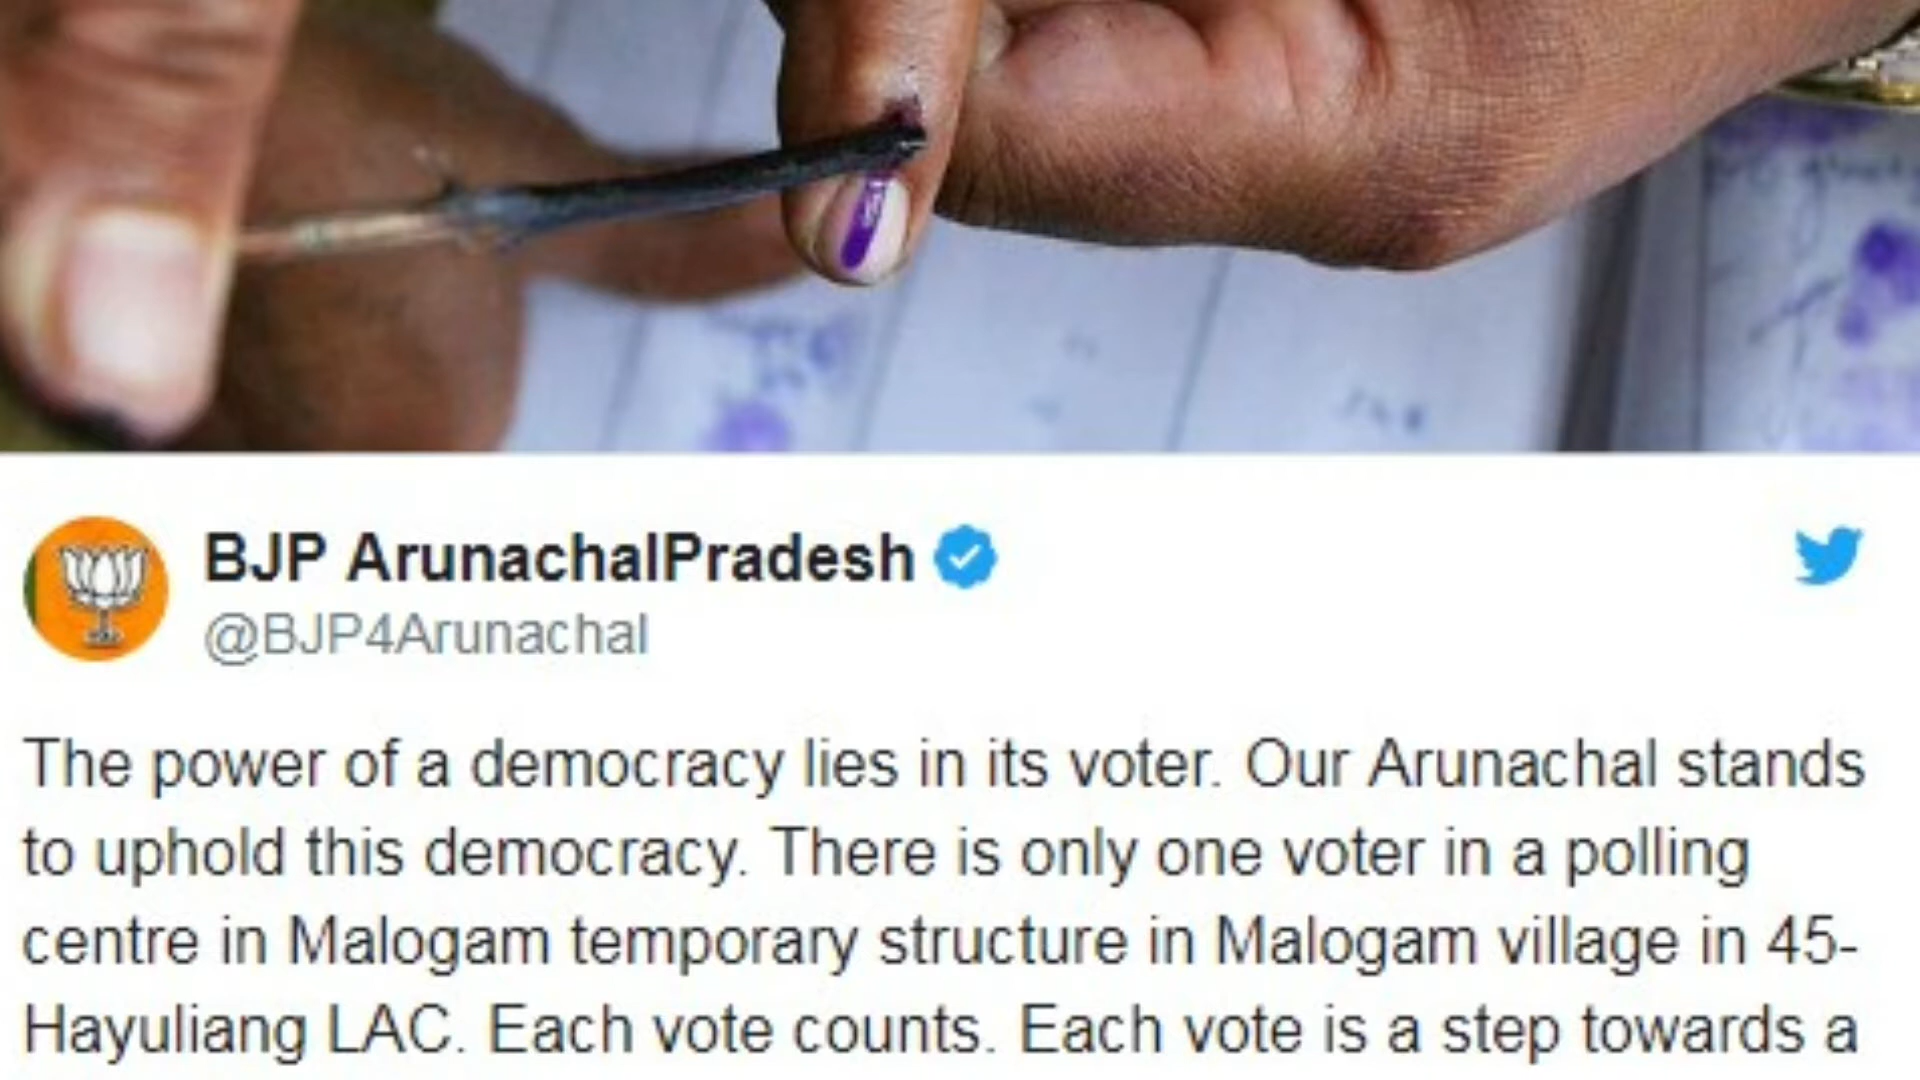 BJP ArunachalPradesh
@BJP4Arunachal
The power of a democracy lies in its voter. Our Arunachal stands
to uphold this democracy. There is only one voter in a polling
centre in Malogam temporary structure in Malogam village in 45-
Hayuliang LAC. Each vote counts. Each vote is a step towards a